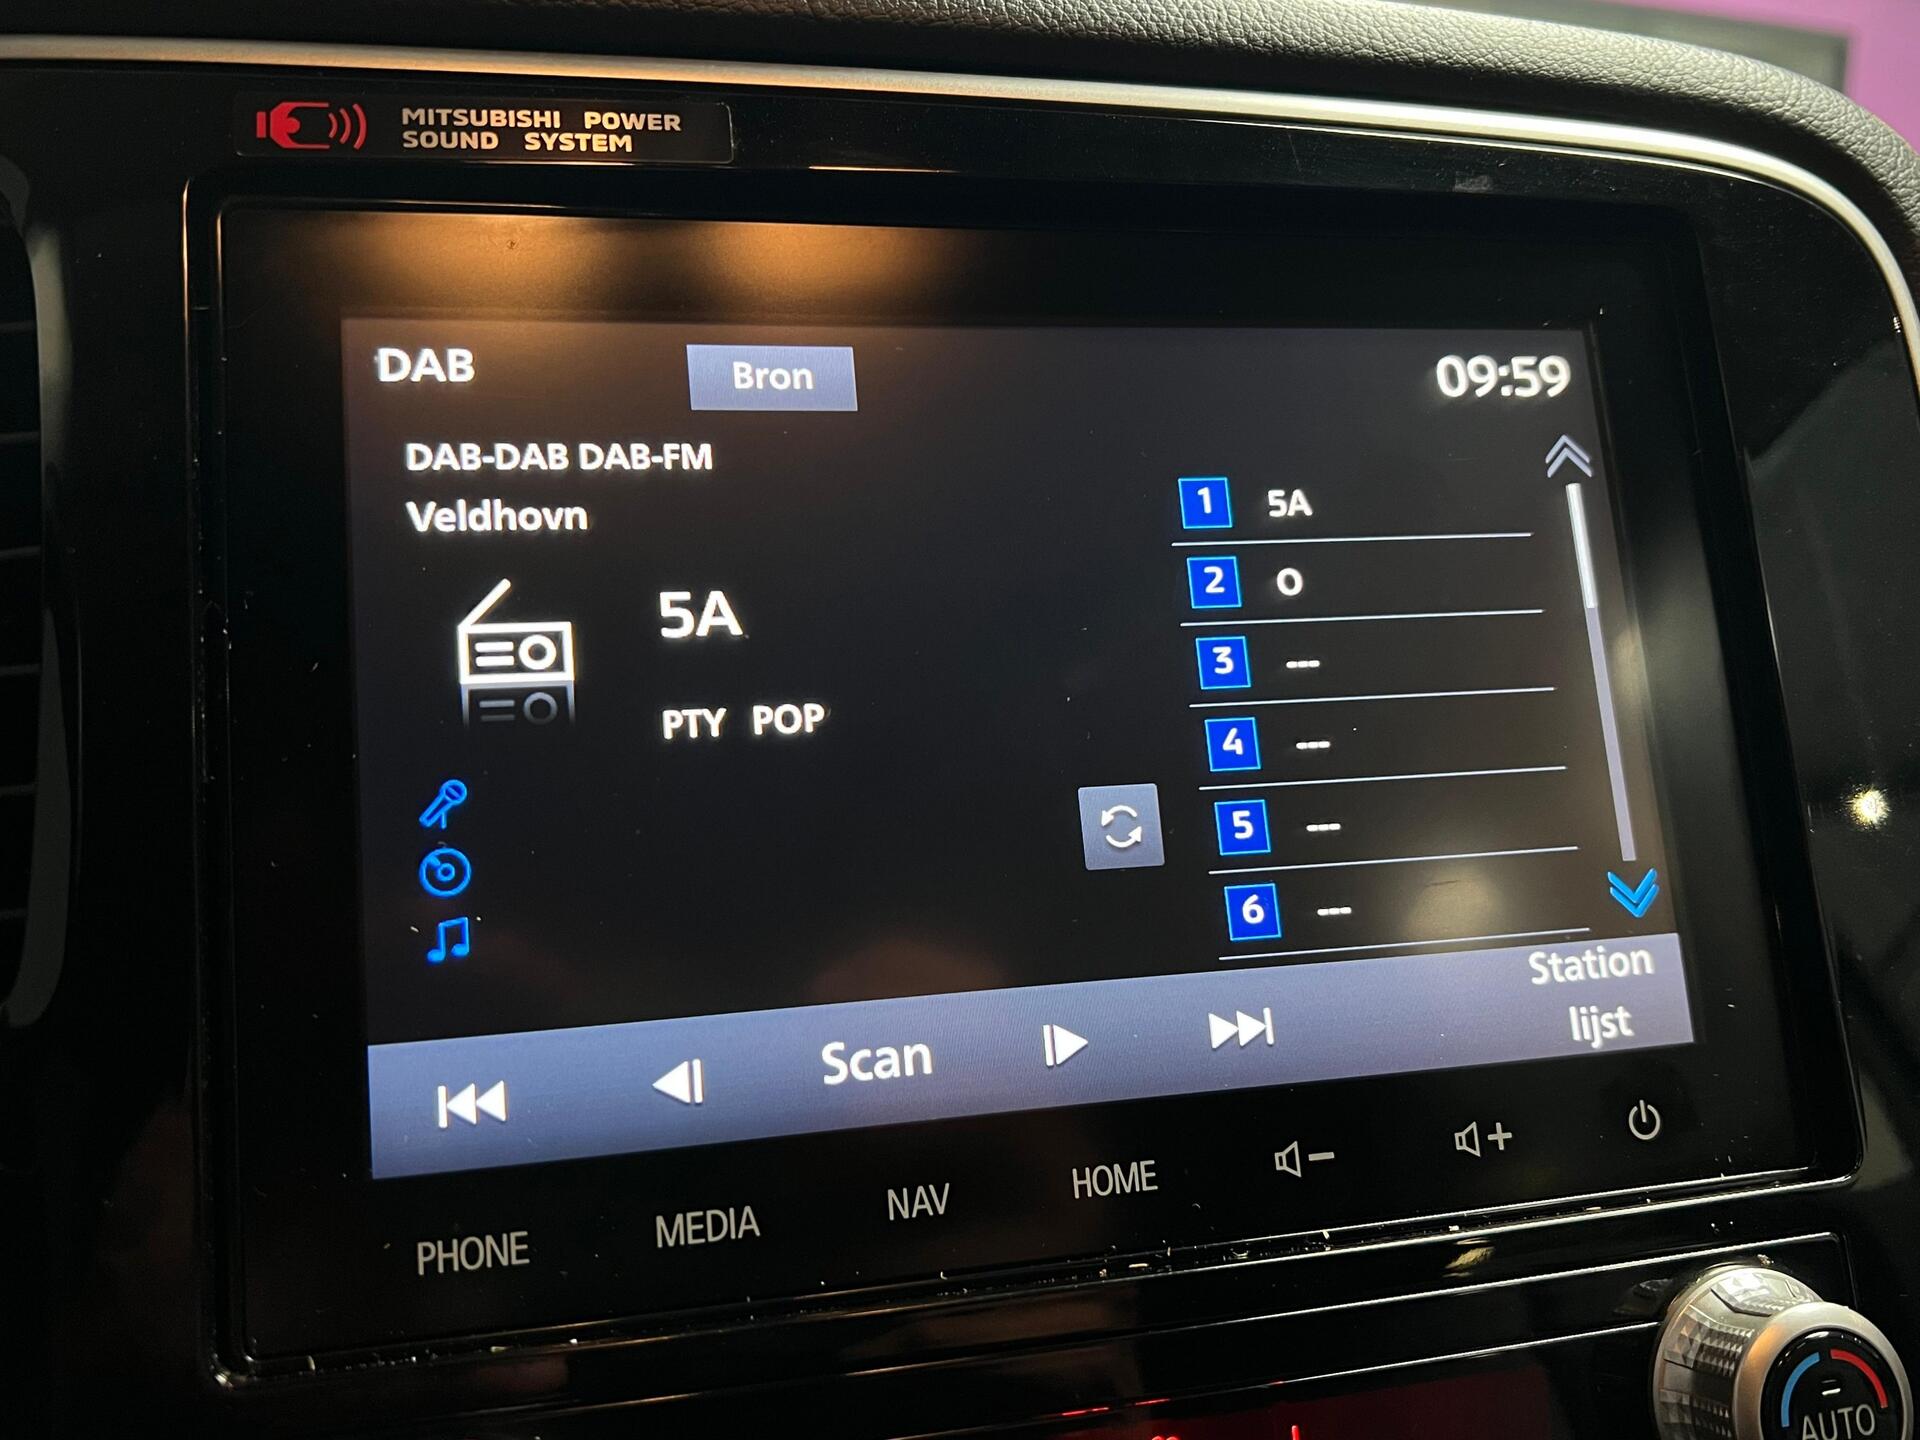 MITSUBISHI POWER
SOUND SYSTEM
DAB
Bron
09:59
DAB-DAB DAB-FM
Veldhovn
5A
PTY POP
1 5A
2 O
3 ---
4 ---
5 ---
6 ---
Scan
Station
lijst
PHONE
MEDIA
NAV
HOME
AUTO